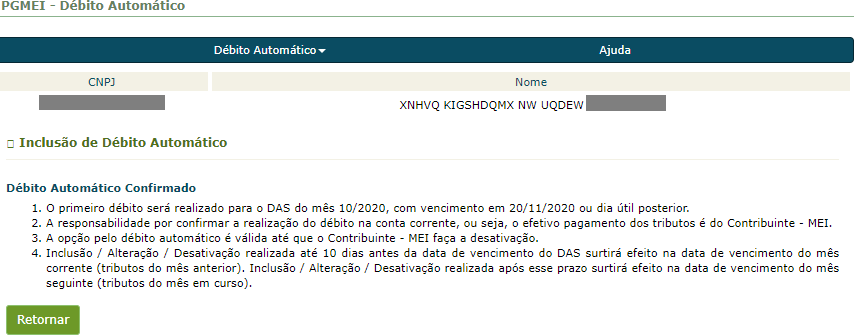 PGMEI - Débito Automático
Débito Automático Ajuda
CNPJ Nome
XNHVQ KIGSHDQMX NW UQDEW
Inclusão de Débito Automático
Débito Automático Confirmado
1. O primeiro débito será realizado para o DAS do mês 10/2020, com vencimento em 20/11/2020 ou dia útil posterior.
2. A responsabilidade por confirmar a realização do débito na conta corrente, ou seja, o efetivo pagamento dos tributos é do Contribuinte - MEI.
3. A opção pelo débito automático é válida até que o Contribuinte - MEI faça a desativação.
4. Inclusão / Alteração / Desativação realizada até 10 dias antes da data de vencimento do DAS surtirá efeito na data de vencimento do mês
corrente (tributos do mês anterior). Inclusão / Alteração / Desativação realizada após esse prazo surtirá efeito na data de vencimento do mês
seguinte (tributos do mês em curso).
Retornar